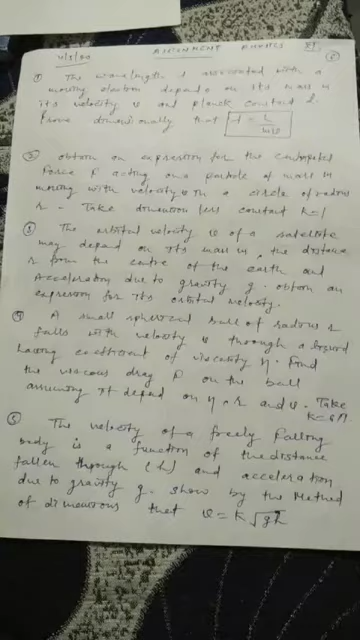 ASSIGNMENT PHYSICS
① The wavelength λ associated with a
moving electron depends on its mass m
its velocity v and planck constant h.
Prove dimensionally that λ = h/mv
② obtain an expression for the centripetal
force F acting on a particle of mass m
moving with velocity v in a circle of radius
r - Take dimension less constant k=1
③ The orbital velocity v of a satellite
may depend on its mass m, the distance
r from the centre of the earth and
Acceleration due to gravity g. obtain an
expression for its orbital velocity.
④ A small spherical ball of radius r
falls with velocity v through a liquid
having coefficient of viscosity η. Find
the viscous drag F on the ball
assuming it depend on η, r and v. Take
K=6π
⑤ The velocity of a freely falling
body is a function of the distance
fallen through (h) and acceleration
due to gravity g. show by the method
of dimensions that v = K√gh